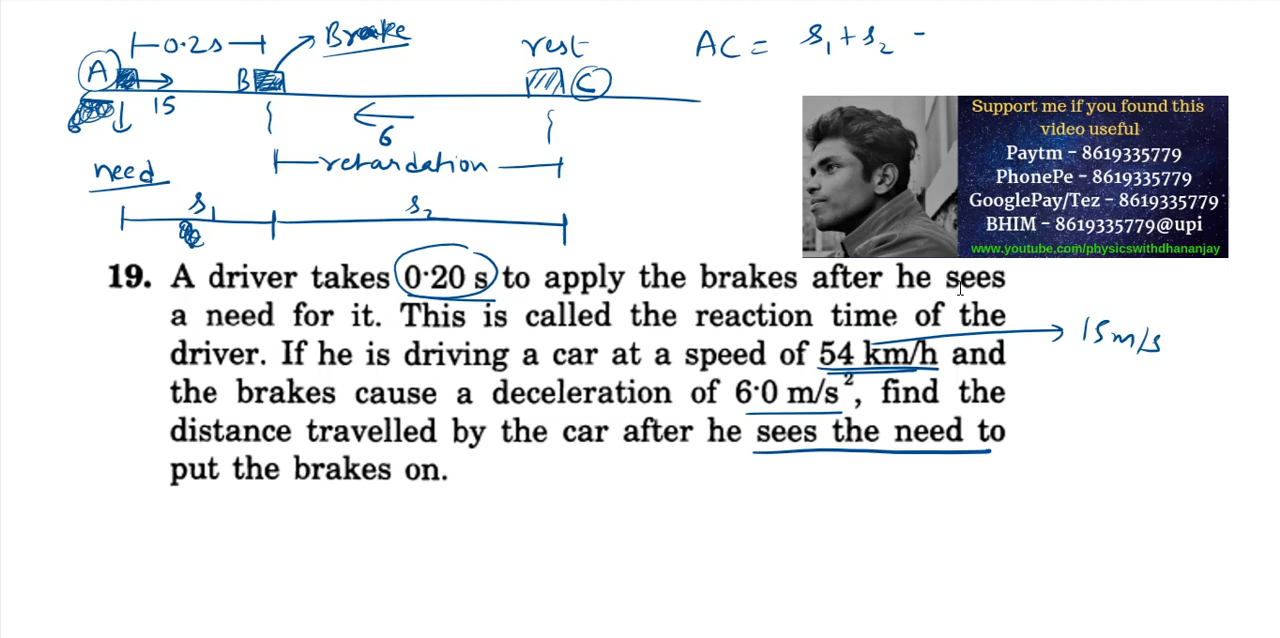 0.2s
Brake
rest
AC = s₁ + s₂ -
A
B
C
15
6
need
retardation
s₁
s₂
Support me if you found this
video useful
Paytm - 8619335779
PhonePe - 8619335779
GooglePay/Tez - 8619335779
BHIM - 8619335779@upi
www.youtube.com/physicswithdhananjay
19. A driver takes 0·20 s to apply the brakes after he sees
a need for it. This is called the reaction time of the
driver. If he is driving a car at a speed of 54 km/h and
the brakes cause a deceleration of 6·0 m/s², find the
distance travelled by the car after he sees the need to
put the brakes on.
15m/s